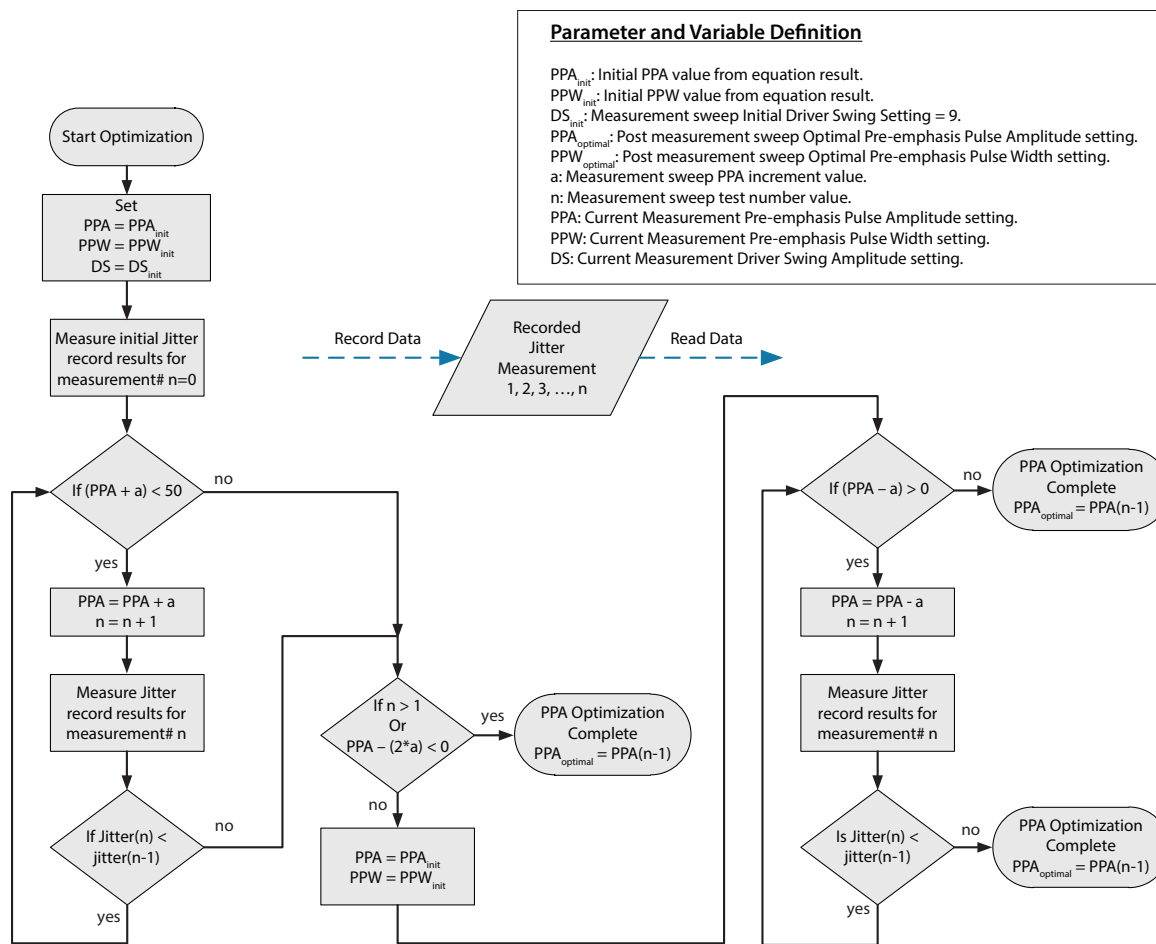 Parameter and Variable Definition
PPAinit: Initial PPA value from equation result.
PPWinit: Initial PPW value from equation result.
DSinit: Measurement sweep Initial Driver Swing Setting = 9.
PPAoptimal: Post measurement sweep Optimal Pre-emphasis Pulse Amplitude setting.
PPWoptimal: Post measurement sweep Optimal Pre-emphasis Pulse Width setting.
a: Measurement sweep PPA increment value.
n: Measurement sweep test number value.
PPA: Current Measurement Pre-emphasis Pulse Amplitude setting.
PPW: Current Measurement Pre-emphasis Pulse Width setting.
DS: Current Measurement Driver Swing Amplitude setting.
Start Optimization
Set
PPA = PPAinit
PPW = PPWinit
DS = DSinit
Measure initial Jitter
record results for
measurement# n=0
Record Data
Recorded
Jitter
Measurement
1, 2, 3, …, n
Read Data
If (PPA + a) < 50
no
yes
PPA = PPA + a
n = n + 1
Measure Jitter
record results for
measurement# n
If Jitter(n) <
jitter(n-1)
no
yes
If n > 1
Or
PPA – (2*a) < 0
yes
PPA Optimization
Complete
PPAoptimal = PPA(n-1)
no
PPA = PPAinit
PPW = PPWinit
If (PPA – a) > 0
no
PPA Optimization
Complete
PPAoptimal = PPA(n-1)
yes
PPA = PPA - a
n = n + 1
Measure Jitter
record results for
measurement# n
Is Jitter(n) <
jitter(n-1)
no
PPA Optimization
Complete
PPAoptimal = PPA(n-1)
yes